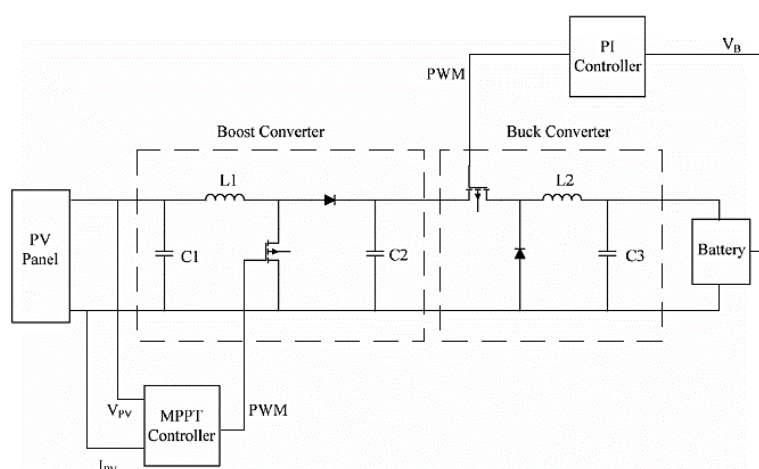 PI
Controller
V_B
PWM
Boost Converter
Buck Converter
L1
L2
PV
Panel
C1
C2
C3
Battery
V_PV
MPPT
Controller
PWM
I_PV